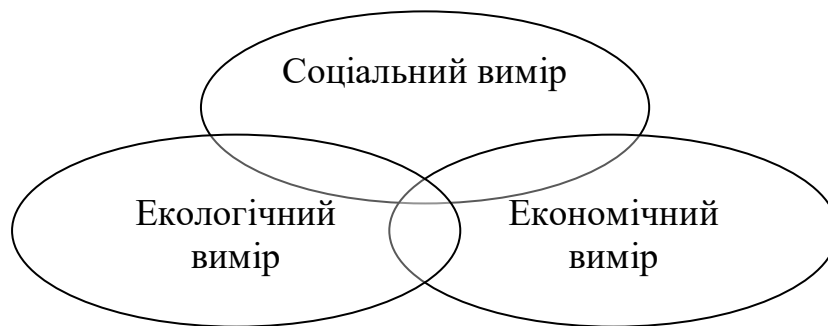 Соціальний вимір
Екологічний
вимір
Економічний
вимір